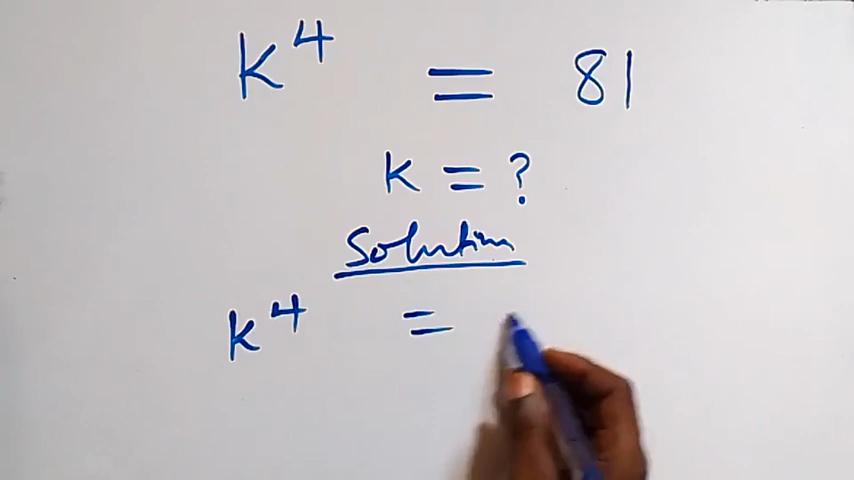 k⁴ = 81
k = ?
Solution
k⁴ =